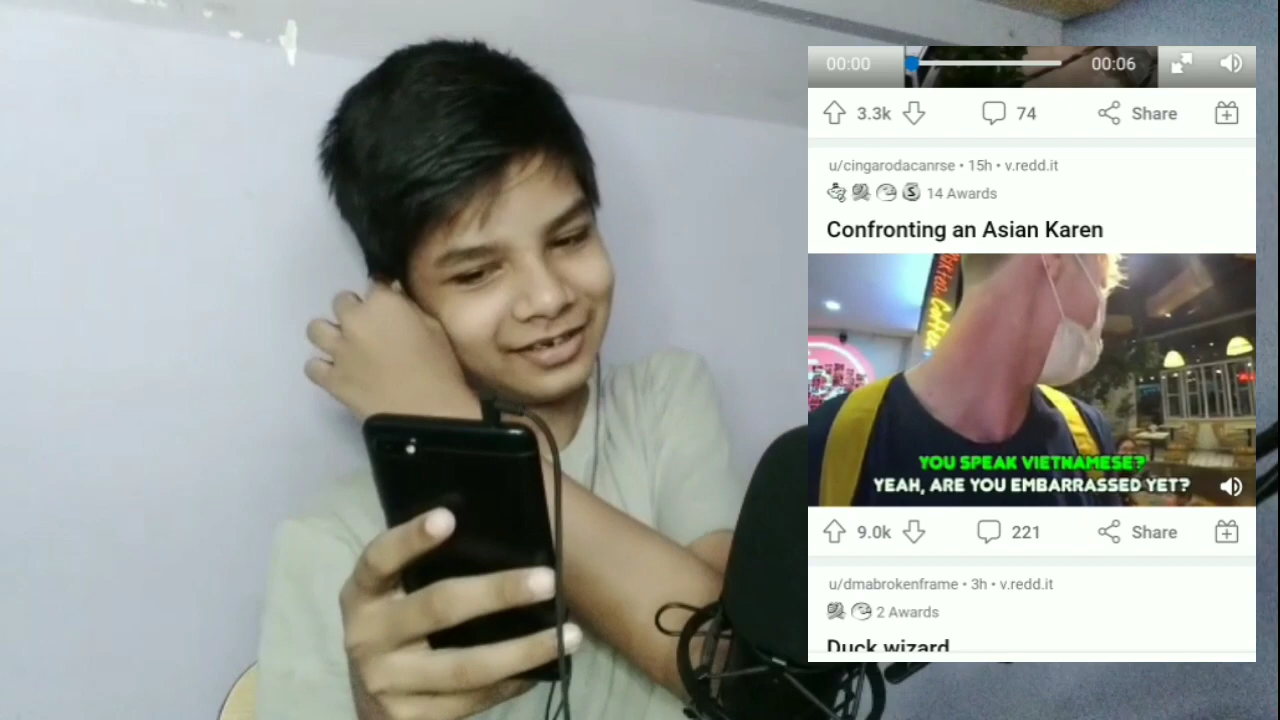 00:00
00:06
3.3k
74
Share
u/cingarodacanrse • 15h • v.redd.it
14 Awards
Confronting an Asian Karen
YOU SPEAK VIETNAMESE?
YEAH, ARE YOU EMBARRASSED YET?
9.0k
221
Share
u/dmabrokenframe • 3h • v.redd.it
2 Awards
Duck wizard